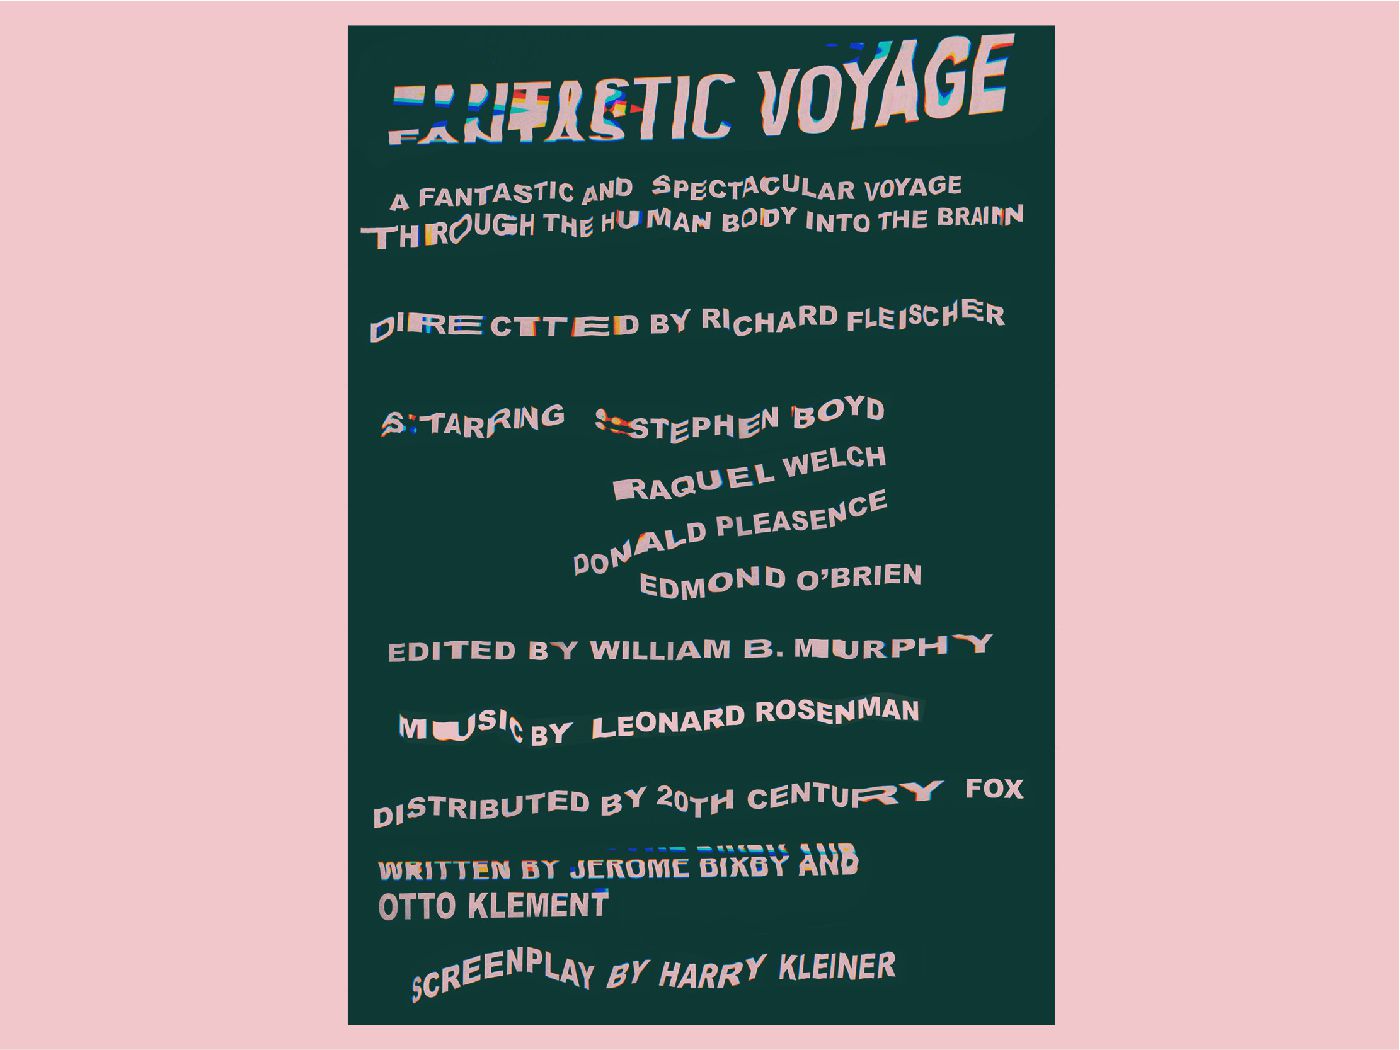 FANTASTIC VOYAGE
A FANTASTIC AND SPECTACULAR VOYAGE
THROUGH THE HUMAN BODY INTO THE BRAINN
DIRECTTED BY RICHARD FLEISCHER
STARRING STEPHEN BOYD
RAQUEL WELCH
DONALD PLEASENCE
EDMOND O'BRIEN
EDITED BY WILLIAM B. MURPHY
MUSIC BY LEONARD ROSENMAN
DISTRIBUTED BY 20TH CENTURY FOX
WRITTEN BY JEROME BIXBY AND
OTTO KLEMENT
SCREENPLAY BY HARRY KLEINER